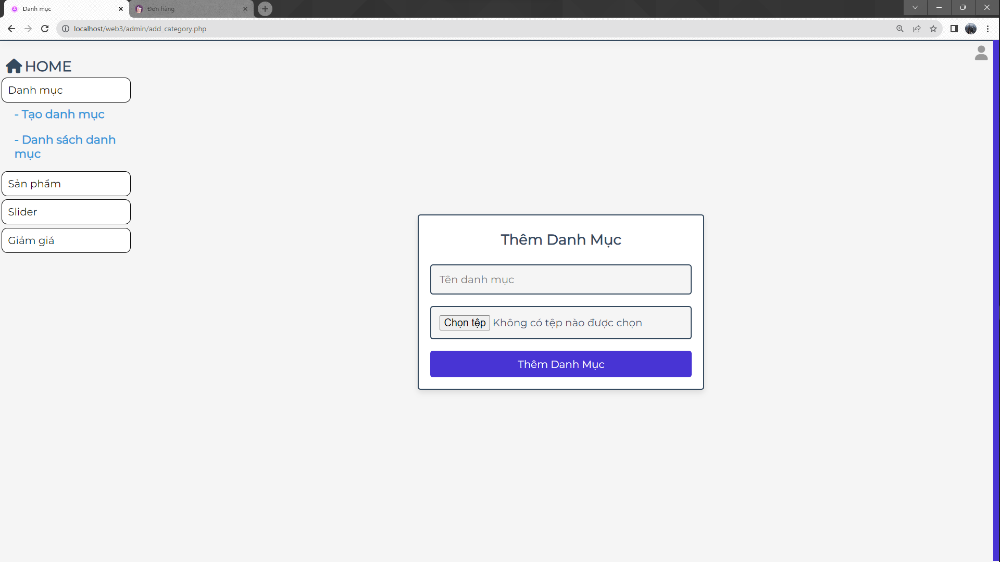 Danh mục
Đơn hàng
localhost/web3/admin/add_category.php
HOME
Danh mục
- Tạo danh mục
- Danh sách danh
mục
Sản phẩm
Slider
Giảm giá
Thêm Danh Mục
Tên danh mục
Chọn tệp Không có tệp nào được chọn
Thêm Danh Mục